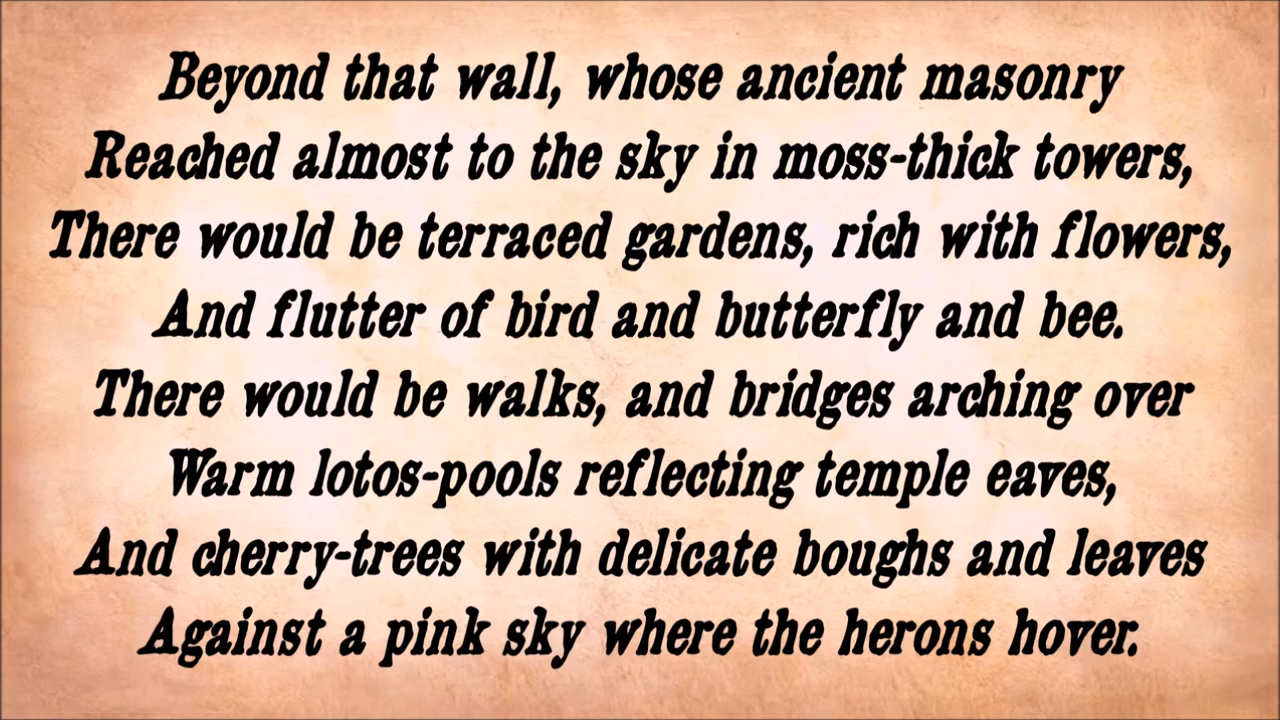 Beyond that wall, whose ancient masonry
Reached almost to the sky in moss-thick towers,
There would be terraced gardens, rich with flowers,
And flutter of bird and butterfly and bee.
There would be walks, and bridges arching over
Warm lotos-pools reflecting temple eaves,
And cherry-trees with delicate boughs and leaves
Against a pink sky where the herons hover.